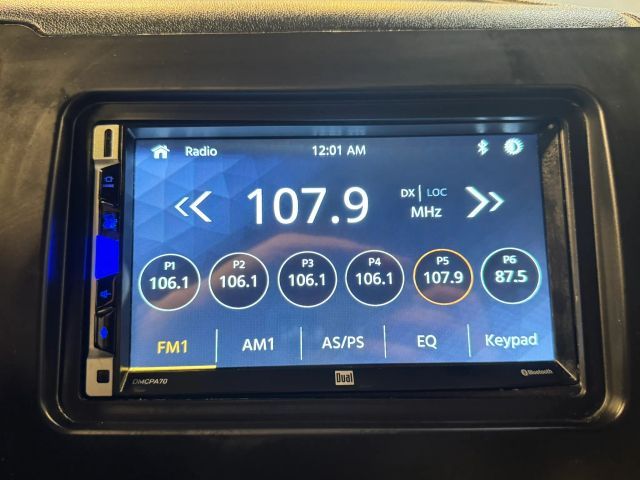 Radio
12:01 AM
107.9
DX | LOC
MHz
P1
106.1
P2
106.1
P3
106.1
P4
106.1
P5
107.9
P6
87.5
FM1
AM1
AS/PS
EQ
Keypad
DMCPA70
Dual
Bluetooth